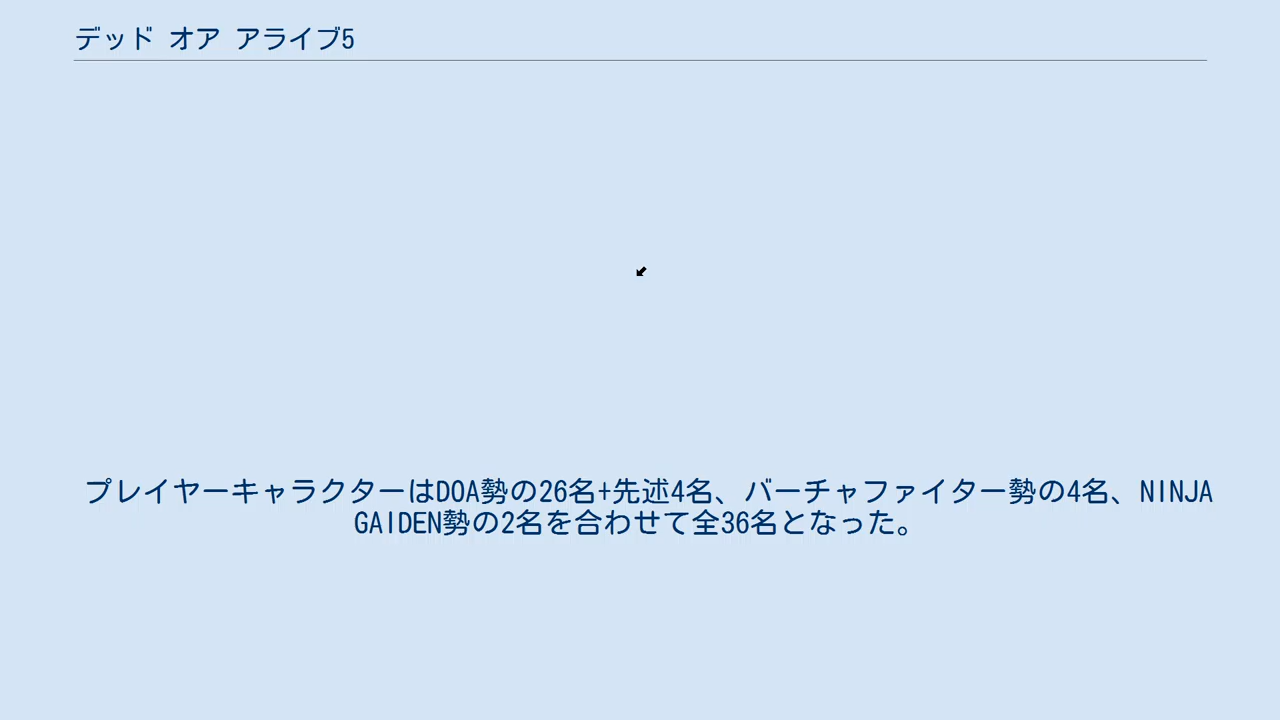 デッド オア アライブ5
プレイヤーキャラクターはDOA勢の26名+先述4名、バーチャファイター勢の4名、NINJA
GAIDEN勢の2名を合わせて全36名となった。